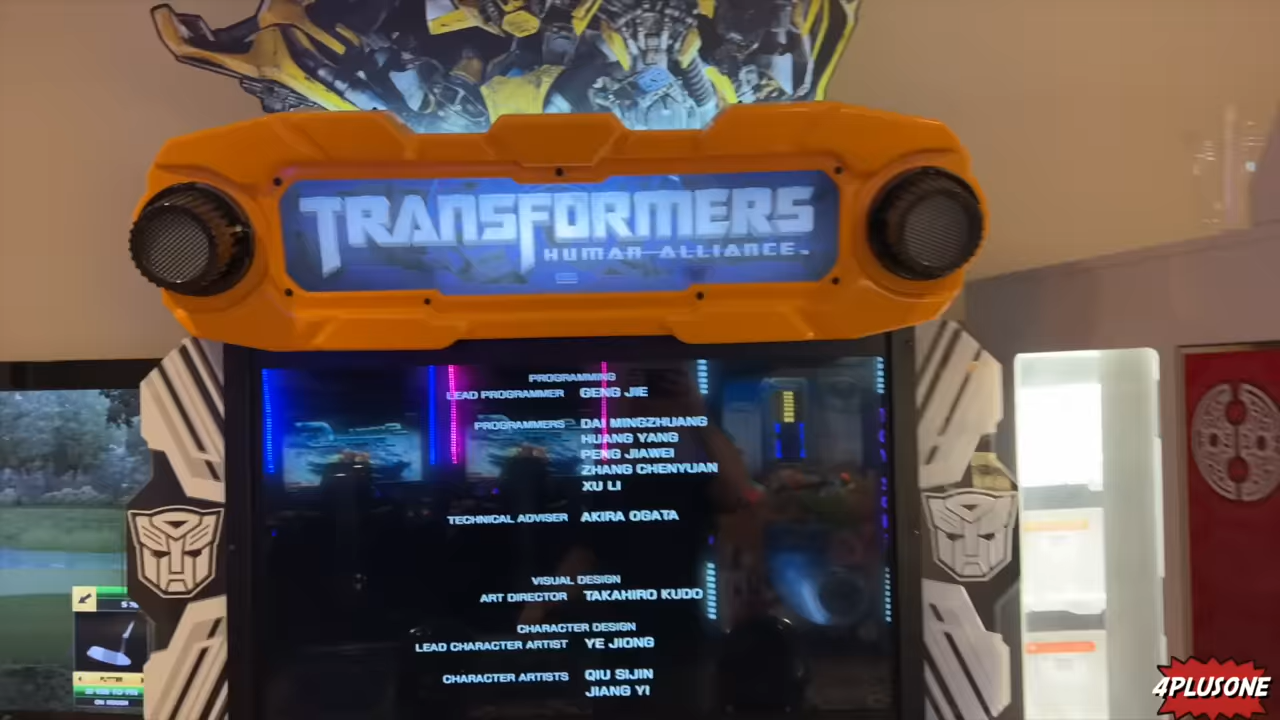 TRANSFORMERS
HUMAN ALLIANCE™
PROGRAMMING
LEAD PROGRAMMER GENG JIE
PROGRAMMERS DAI MINGZHUANG
HUANG YANG
PENG JIAWEI
ZHANG CHENYUAN
XU LI
TECHNICAL ADVISER AKIRA OGATA
VISUAL DESIGN
ART DIRECTOR TAKAHIRO KUDO
CHARACTER DESIGN
LEAD CHARACTER ARTIST YE JIONG
CHARACTER ARTISTS QIU SIJIN
JIANG YI
4PLUSONE